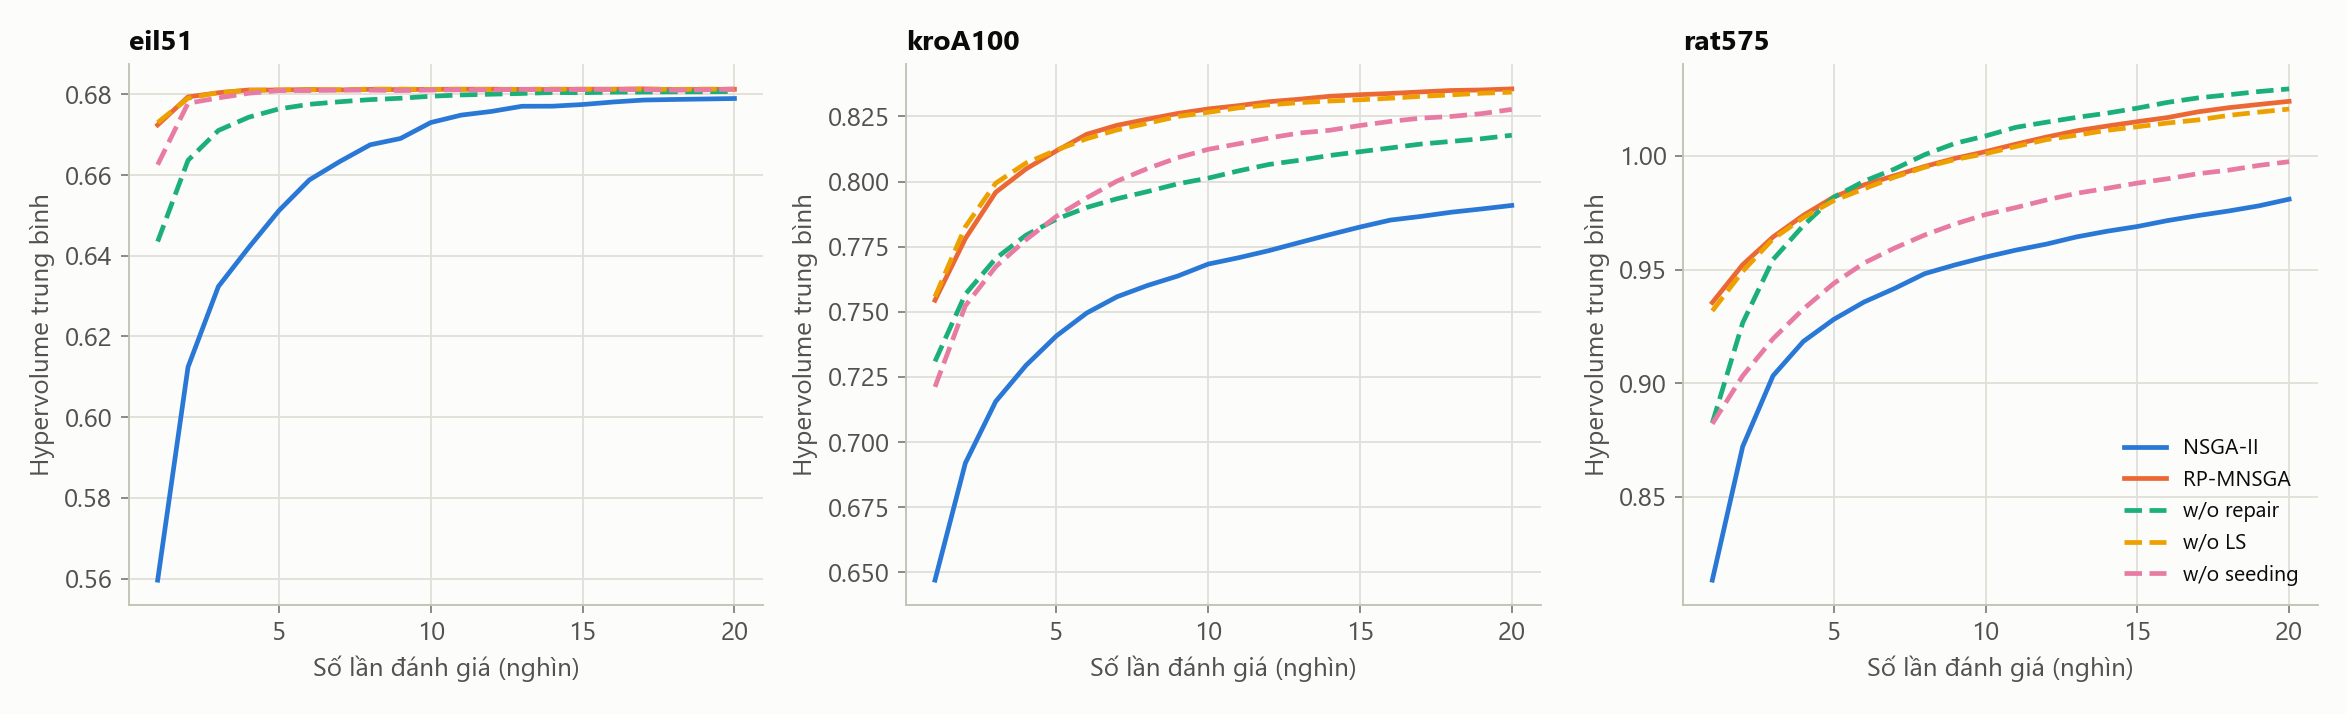 eil51
Hypervolume trung bình
0.68
0.66
0.64
0.62
0.60
0.58
0.56
5 10 15 20
Số lần đánh giá (nghìn)
kroA100
Hypervolume trung bình
0.825
0.800
0.775
0.750
0.725
0.700
0.675
0.650
5 10 15 20
Số lần đánh giá (nghìn)
rat575
Hypervolume trung bình
1.00
0.95
0.90
0.85
5 10 15 20
Số lần đánh giá (nghìn)
NSGA-II
RP-MNSGA
w/o repair
w/o LS
w/o seeding